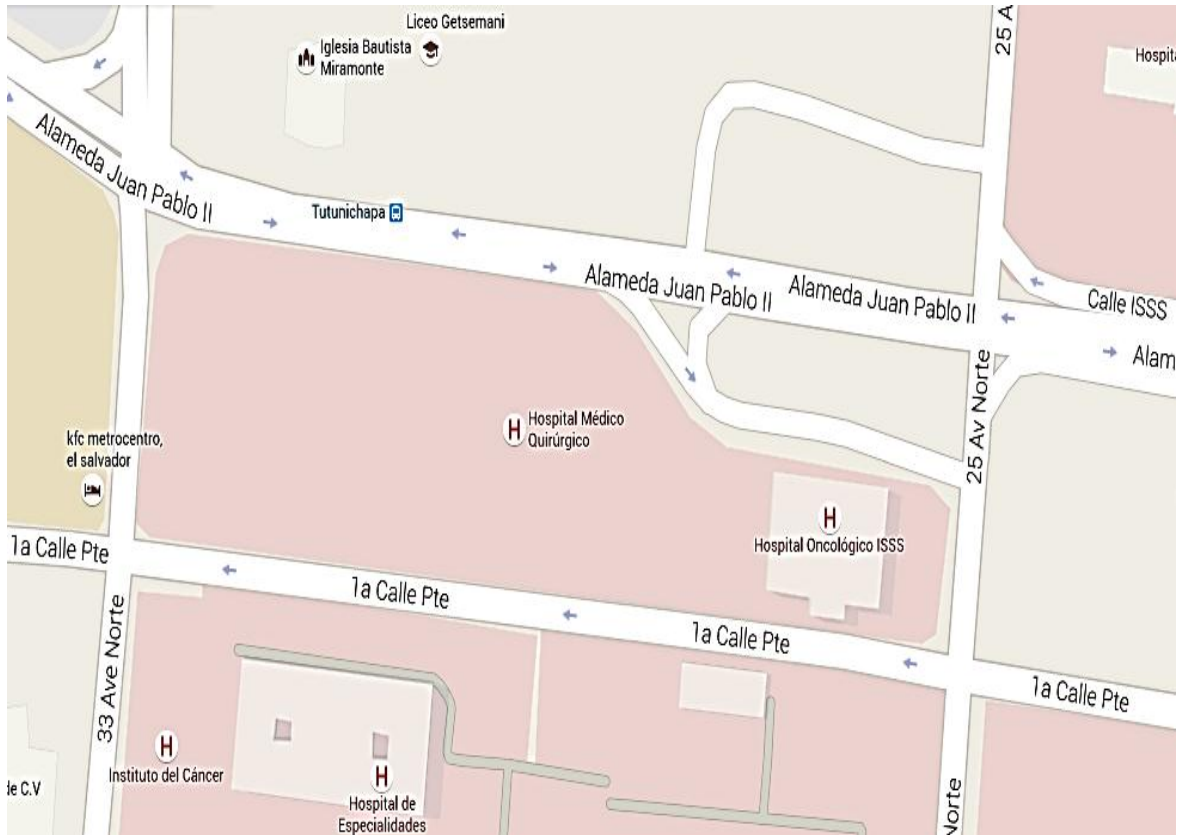 Liceo Getsemani
25 A
Iglesia Bautista
Miramonte
Hospita
Alameda Juan Pablo II
Tutunichapa
Alameda Juan Pablo II
Alameda Juan Pablo II
Calle ISSS
Alam
25 Av Norte
Hospital Médico
Quirúrgico
kfc metrocentro,
el salvador
Hospital Oncológico ISSS
1a Calle Pte
1a Calle Pte
1a Calle Pte
1a Calle Pte
33 Ave Norte
Instituto del Cáncer
Hospital de
Especialidades
de C.V
Norte